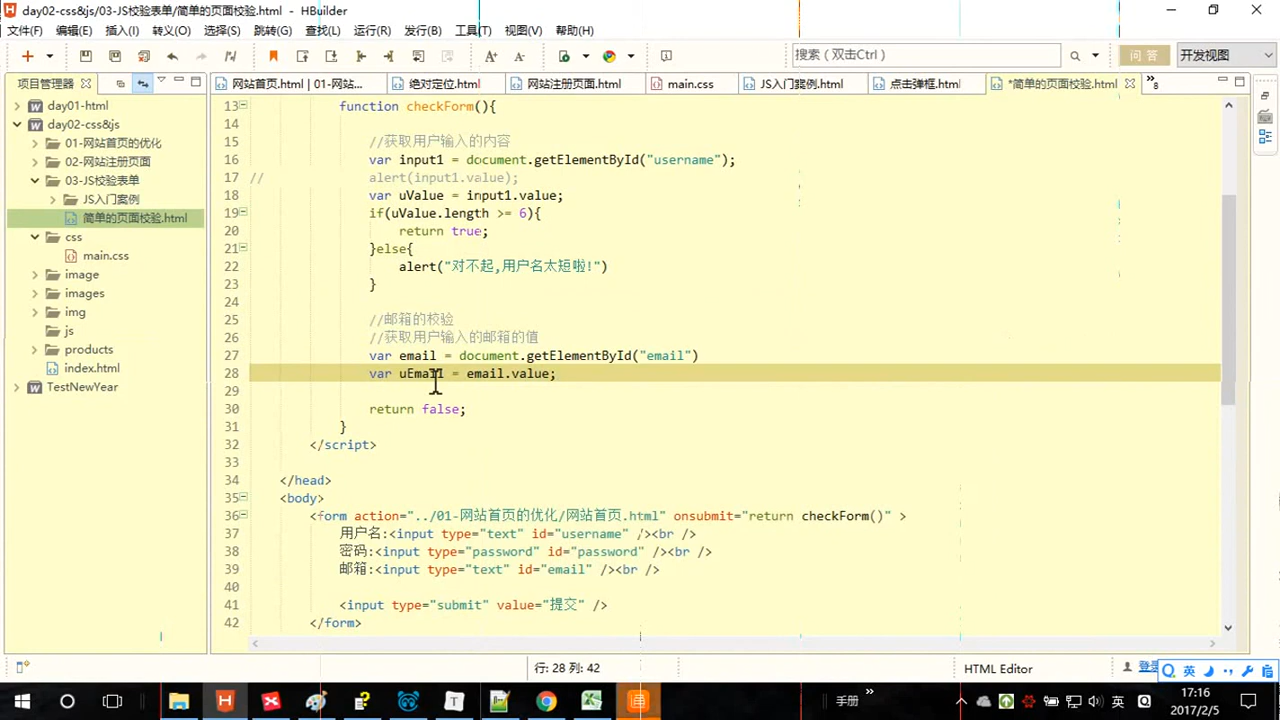 day02-css&js/03-JS校验表单/简单的页面校验.html - HBuilder
文件(F) 编辑(E) 插入(I) 转义(O) 选择(S) 跳转(G) 查找(L) 运行(R) 发行(B) 工具(T) 视图(V) 帮助(H)
搜索（双击Ctrl） 问 答 开发视图
项目管理器
网站首页.html | 01-网站... 绝对定位.html 网站注册页面.html main.css JS入门案例.html 点击弹框.html *简单的页面校验.html »8
day01-html
day02-css&js
01-网站首页的优化
02-网站注册页面
03-JS校验表单
JS入门案例
简单的页面校验.html
css
main.css
image
images
img
js
products
index.html
TestNewYear
13 function checkForm(){
14
15 //获取用户输入的内容
16 var input1 = document.getElementById("username");
17 // alert(input1.value);
18 var uValue = input1.value;
19 if(uValue.length >= 6){
20 return true;
21 }else{
22 alert("对不起,用户名太短啦!")
23 }
24
25 //邮箱的校验
26 //获取用户输入的邮箱的值
27 var email = document.getElementById("email")
28 var uEmail = email.value;
29
30 return false;
31 }
32 </script>
33
34 </head>
35 <body>
36 <form action="../01-网站首页的优化/网站首页.html" onsubmit="return checkForm()" >
37 用户名:<input type="text" id="username" /><br />
38 密码:<input type="password" id="password" /><br />
39 邮箱:<input type="text" id="email" /><br />
40
41 <input type="submit" value="提交" />
42 </form>
行: 28 列: 42 HTML Editor 登录 英
手册 » 英 17:16
2017/2/5